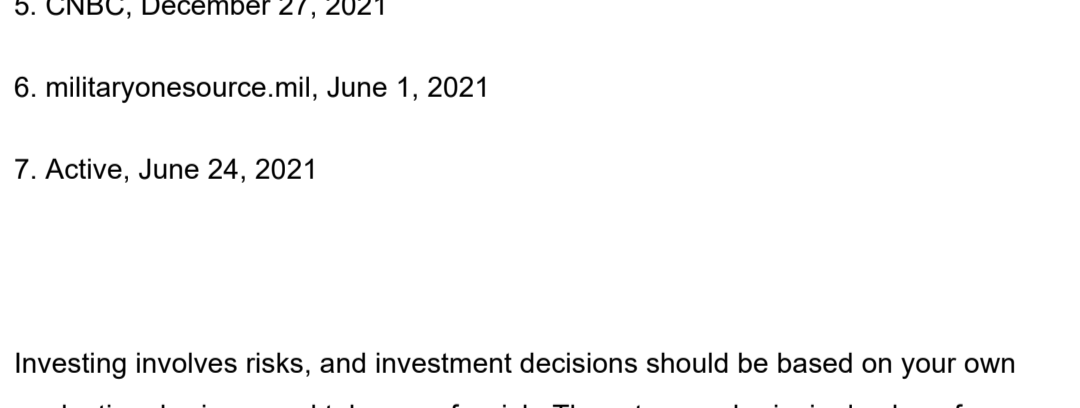 5. CNBC, December 27, 2021
6. militaryonesource.mil, June 1, 2021
7. Active, June 24, 2021
Investing involves risks, and investment decisions should be based on your own